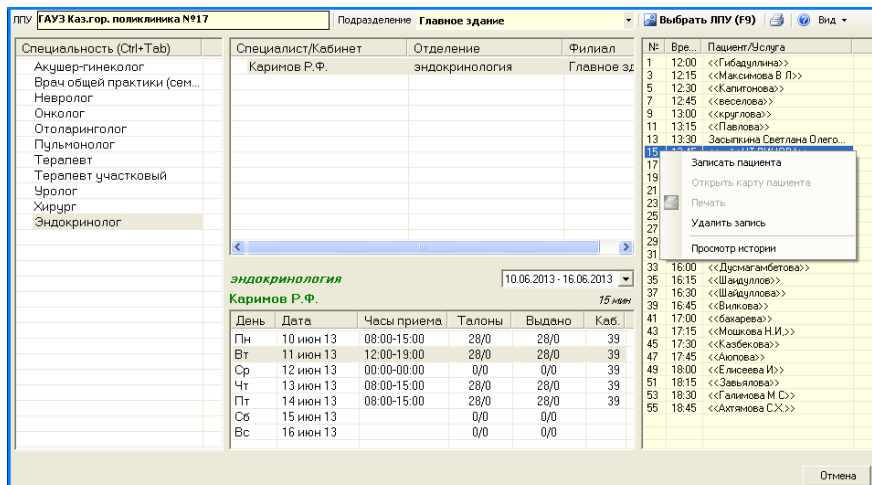 ЛПУ ГАУЗ Каз.гор. поликлиника №17 Подразделение Главное здание Выбрать ЛПУ (F9) Вид
Специальность (Ctrl+Tab)
Акушер-гинеколог
Врач общей практики (сем...
Невролог
Онколог
Отоларинголог
Пульмонолог
Терапевт
Терапевт участковый
Уролог
Хирург
Эндокринолог
Специалист/Кабинет Отделение Филиал
Каримов Р.Ф. эндокринология Главное зд
эндокринология 10.06.2013 - 16.06.2013
Каримов Р.Ф. 15 мин
День Дата Часы приема Талоны Выдано Каб.
Пн 10 июн 13 08:00-15:00 28/0 28/0 39
Вт 11 июн 13 12:00-19:00 28/0 28/0 39
Ср 12 июн 13 00:00-00:00 0/0 0/0 39
Чт 13 июн 13 08:00-15:00 28/0 28/0 39
Пт 14 июн 13 08:00-15:00 28/0 28/0 39
Сб 15 июн 13 0/0 0/0
Вс 16 июн 13 0/0 0/0
№ Вре... Пациент/Услуга
1 12:00 <<Гибадуллина>>
3 12:15 <<Максимова В Л>>
5 12:30 <<Капитонова>>
7 12:45 <<веселова>>
9 13:00 <<круглова>>
11 13:15 <<Павлова>>
13 13:30 Засыпкина Светлана Олего...
15
17
19
21
23
25
27
29
31
Записать пациента
Открыть карту пациента
Печать
Удалить запись
Просмотр истории
33 16:00 <<Дусмагамбетова>>
35 16:15 <<Шаидуллов>>
37 16:30 <<Шайдуллова>>
39 16:45 <<Вилкова>>
41 17:00 <<бахарева>>
43 17:15 <<Мошкова Н.И,>>
45 17:30 <<Казбекова>>
47 17:45 <<Аюпова>>
49 18:00 <<Елисеева И>>
51 18:15 <<Завьялова>>
53 18:30 <<Галимова М С>>
55 18:45 <<Ахтямова С.Х.>>
Отмена